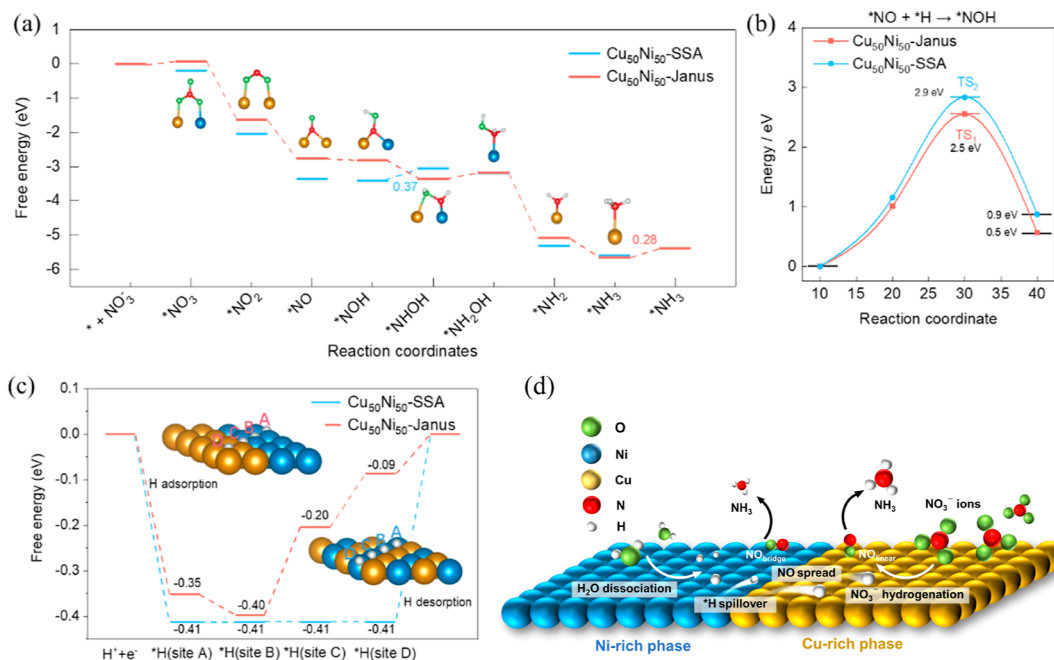 (a)
1
0
-1
-2
-3
-4
-5
-6
Free energy (eV)
Cu50Ni50-SSA
Cu50Ni50-Janus
0.37
0.28
* + NO3-
*NO3
*NO2
*NO
*NOH
*NHOH
*NH2OH
*NH2
*NH3
*NH3
Reaction coordinates
(b)
*NO + *H → *NOH
4
3
2
1
0
Energy / eV
Cu50Ni50-Janus
Cu50Ni50-SSA
2.9 eV
TS2
TS1
2.5 eV
0.9 eV
0.5 eV
10
20
30
40
Reaction coordinate
(c)
0.1
0.0
-0.1
-0.2
-0.3
-0.4
Free energy (eV)
Cu50Ni50-SSA
Cu50Ni50-Janus
D C B A
H adsorption
-0.09
-0.20
-0.35
-0.40
B A
H desorption
-0.41
-0.41
-0.41
-0.41
H++e-
*H(site A)
*H(site B)
*H(site C)
*H(site D)
(d)
O
Ni
Cu
N
H
NH3
NH3
NO3- ions
NObridge
NOlinear
H2O dissociation
NO spread
*H spillover
NO3- hydrogenation
Ni-rich phase
Cu-rich phase